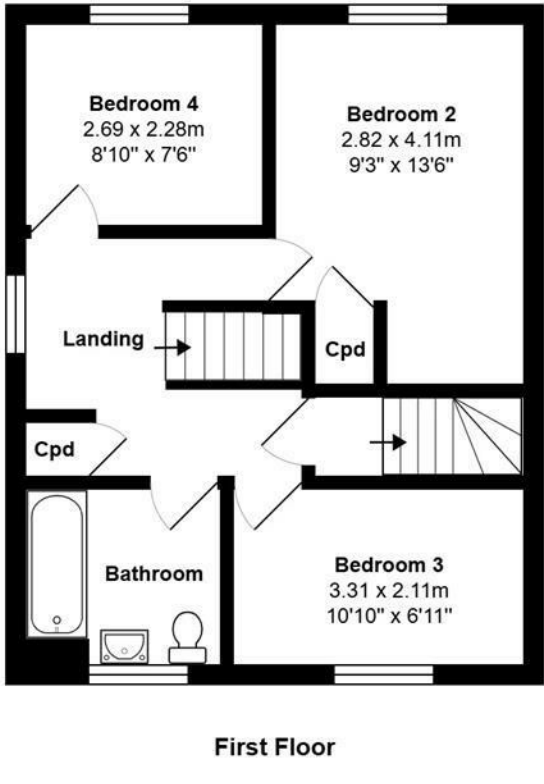 Bedroom 4
2.69 x 2.28m
8'10" x 7'6"
Bedroom 2
2.82 x 4.11m
9'3" x 13'6"
Landing
Cpd
Cpd
Bathroom
Bedroom 3
3.31 x 2.11m
10'10" x 6'11"
First Floor